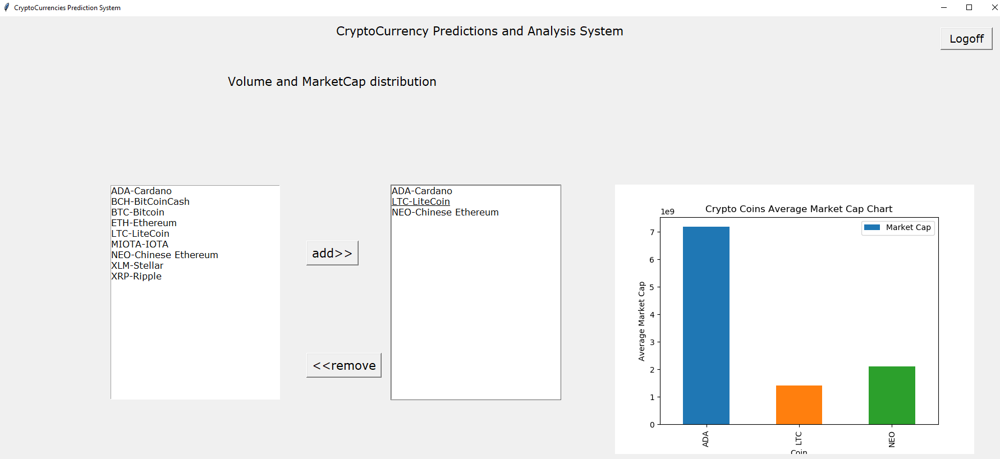 CryptoCurrencies Prediction System
CryptoCurrency Predictions and Analysis System
Logoff
Volume and MarketCap distribution
ADA-Cardano
BCH-BitCoinCash
BTC-Bitcoin
ETH-Ethereum
LTC-LiteCoin
MIOTA-IOTA
NEO-Chinese Ethereum
XLM-Stellar
XRP-Ripple
add>>
<<remove
ADA-Cardano
LTC-LiteCoin
NEO-Chinese Ethereum
Crypto Coins Average Market Cap Chart
1e9
Market Cap
Average Market Cap
7
6
5
4
3
2
1
0
ADA
LTC
NEO
Coin